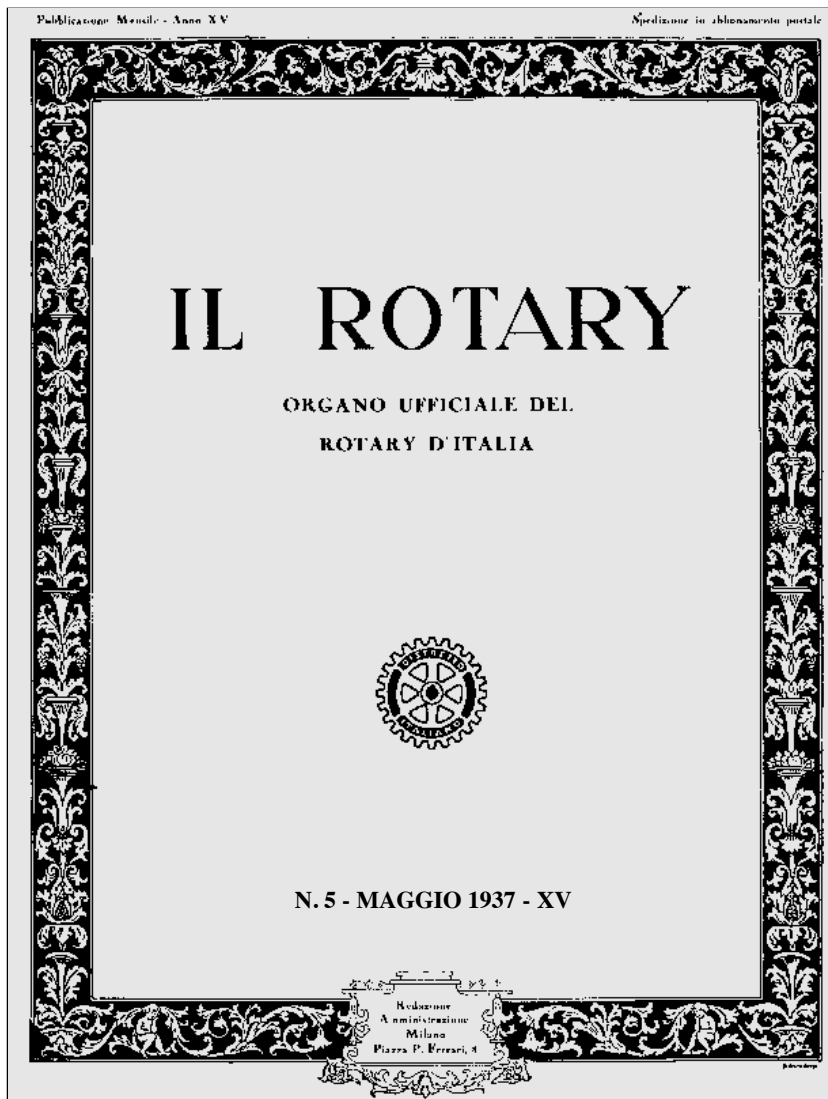 Pubblicazione Mensile - Anno XV
Spedizione in abbonamento postale
IL ROTARY
ORGANO UFFICIALE DEL
ROTARY D'ITALIA
N. 5 - MAGGIO 1937 - XV
Redazione
Amministrazione
Milano
Piazza P. Ferrari, 4